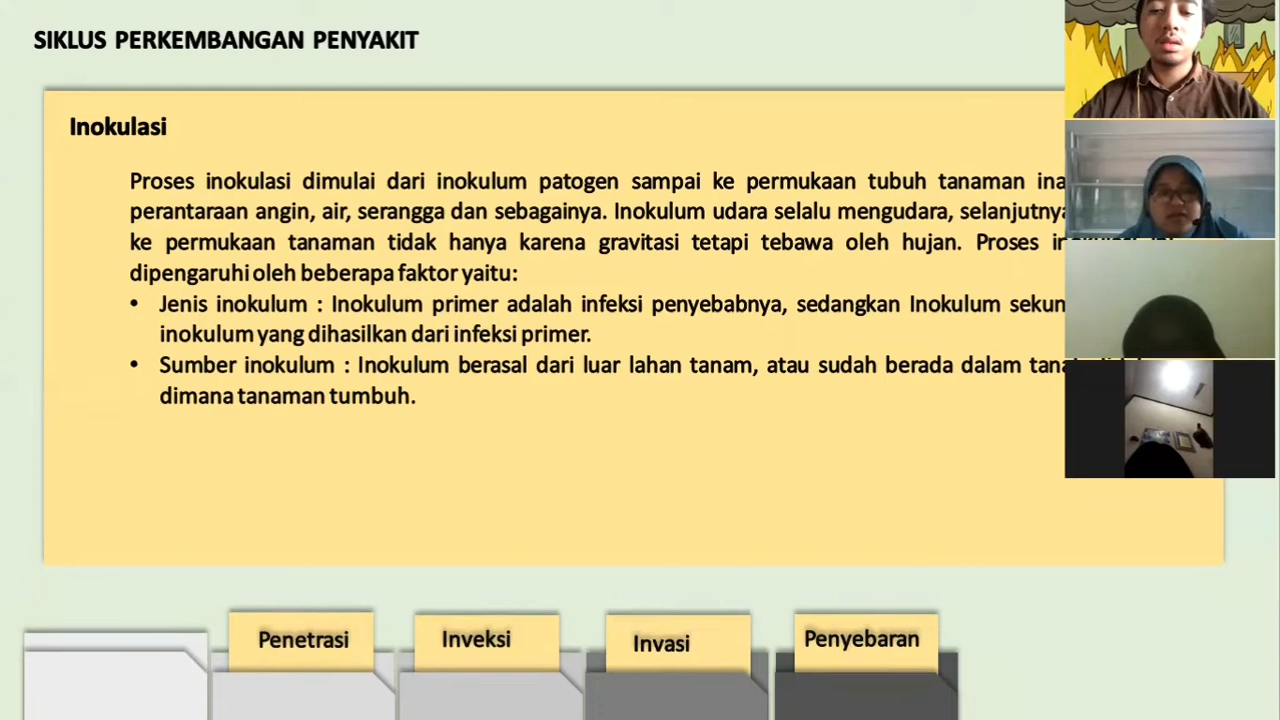 SIKLUS PERKEMBANGAN PENYAKIT
Inokulasi
Proses inokulasi dimulai dari inokulum patogen sampai ke permukaan tubuh tanaman
perantaraan angin, air, serangga dan sebagainya. Inokulum udara selalu mengudara,
ke permukaan tanaman tidak hanya karena gravitasi tetapi tebawa oleh hujan. Proses
dipengaruhi oleh beberapa faktor yaitu:
• Jenis inokulum : Inokulum primer adalah infeksi penyebabnya, sedangkan Inokulum
inokulum yang dihasilkan dari infeksi primer.
• Sumber inokulum : Inokulum berasal dari luar lahan tanam, atau sudah berada dalam
dimana tanaman tumbuh.
Penetrasi
Inveksi
Invasi
Penyebaran